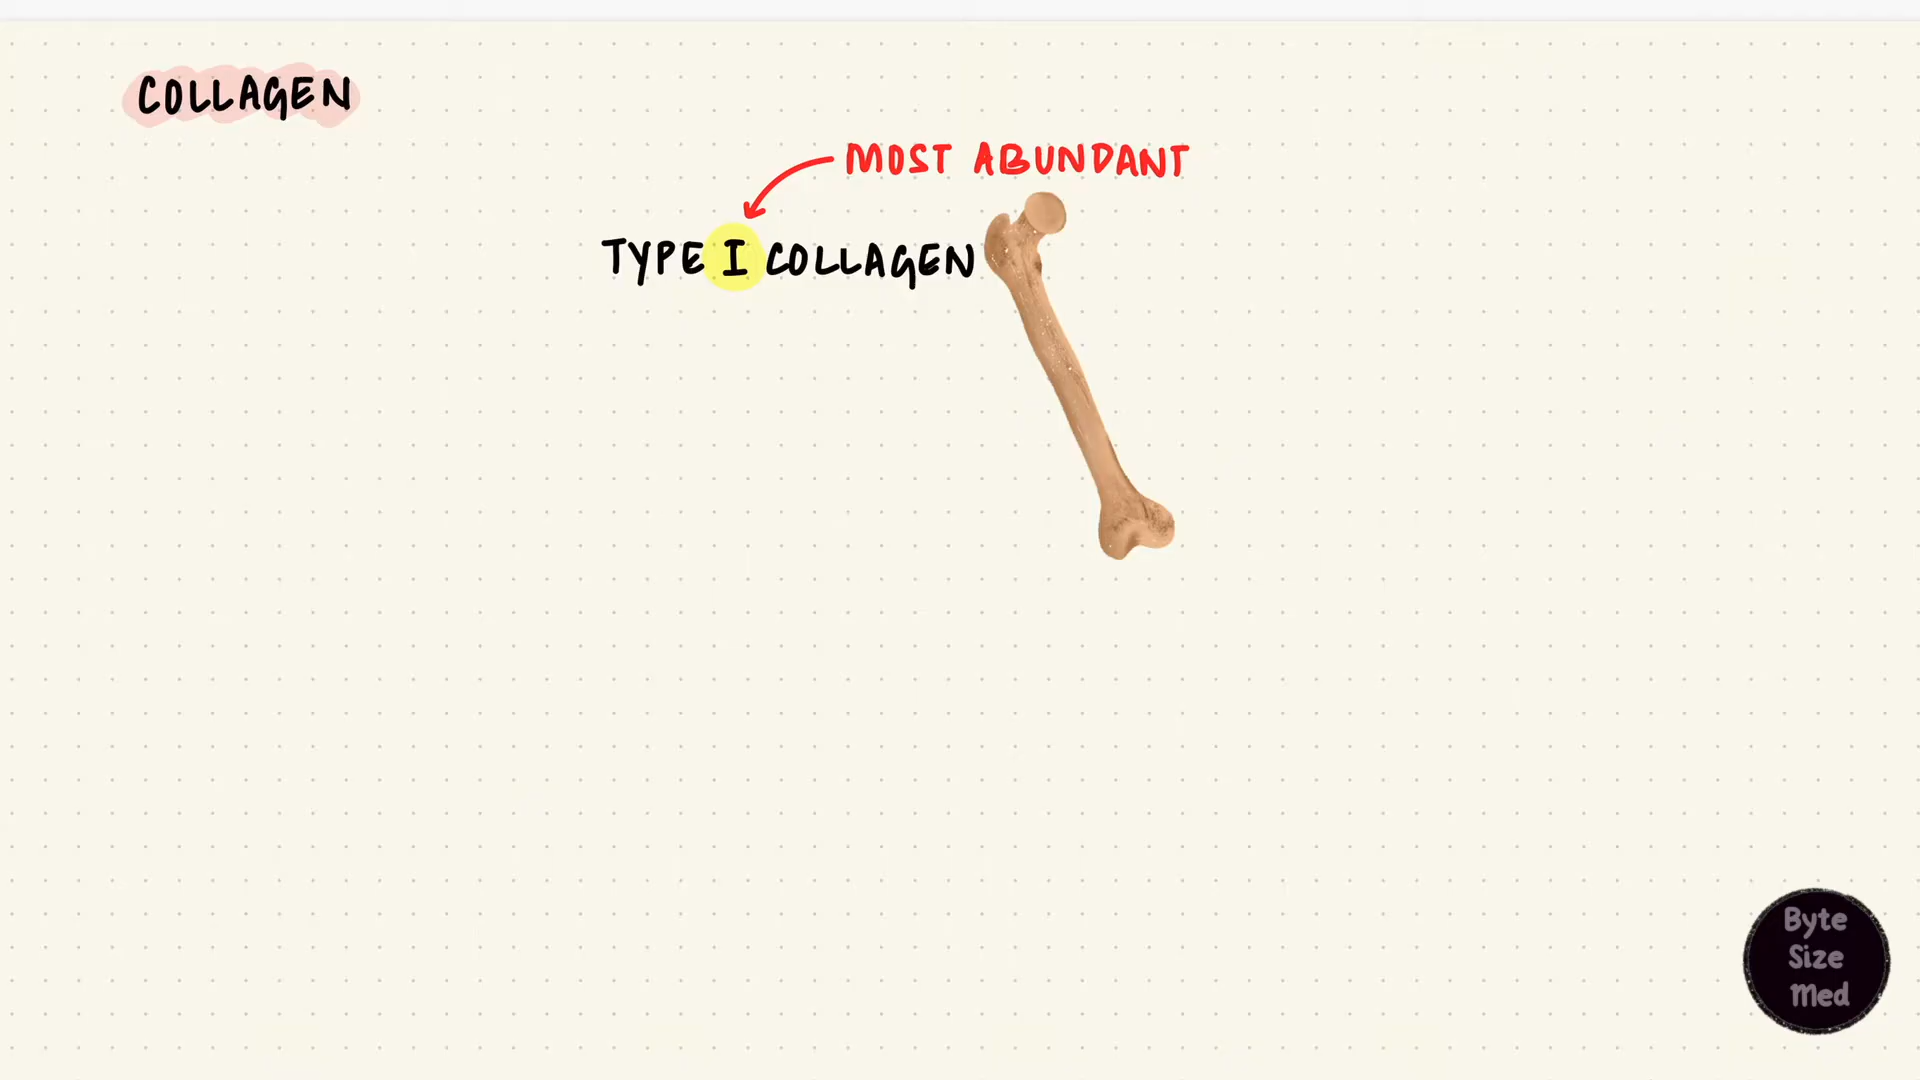 COLLAGEN
MOST ABUNDANT
TYPE I COLLAGEN
Byte
Size
Med